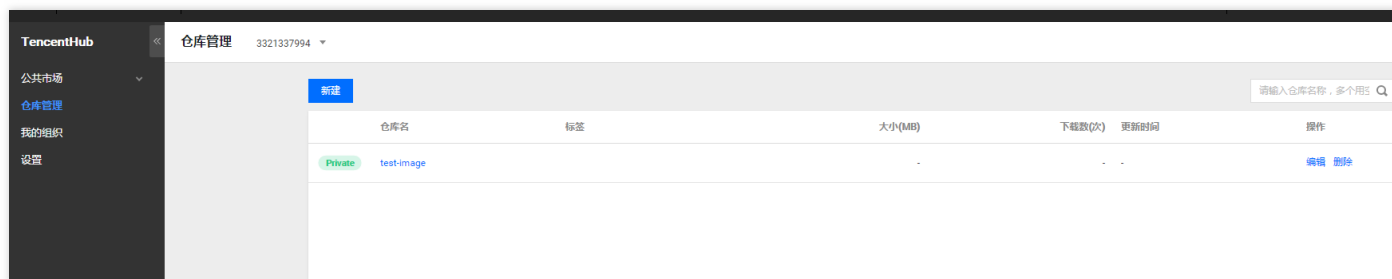 TencentHub
«
仓库管理 3321337994
公共市场
仓库管理
我的组织
设置
新建
请输入仓库名称，多个用空
仓库名 标签 大小(MB) 下载数(次) 更新时间 操作
Private test-image - - - 编辑 删除